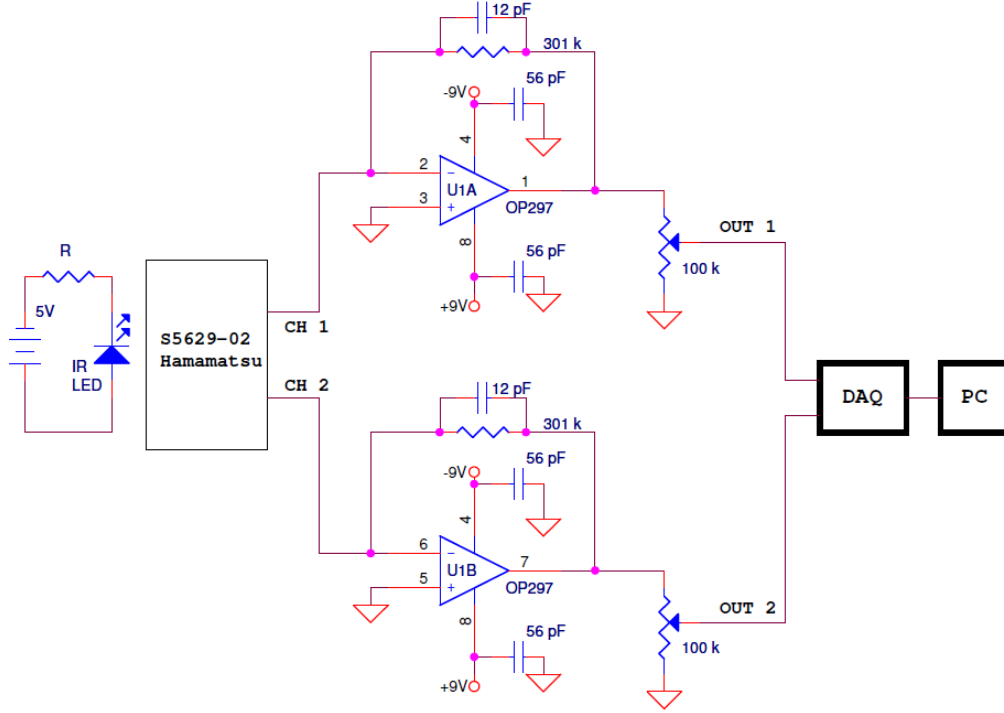 12 pF
301 k
56 pF
-9V
4
2
-
U1A
1
3
+
OP297
8
56 pF
+9V
OUT 1
100 k
R
5V
IR
LED
S5629-02
Hamamatsu
CH 1
CH 2
DAQ
PC
12 pF
301 k
56 pF
-9V
4
6
-
U1B
7
5
+
OP297
8
56 pF
+9V
OUT 2
100 k